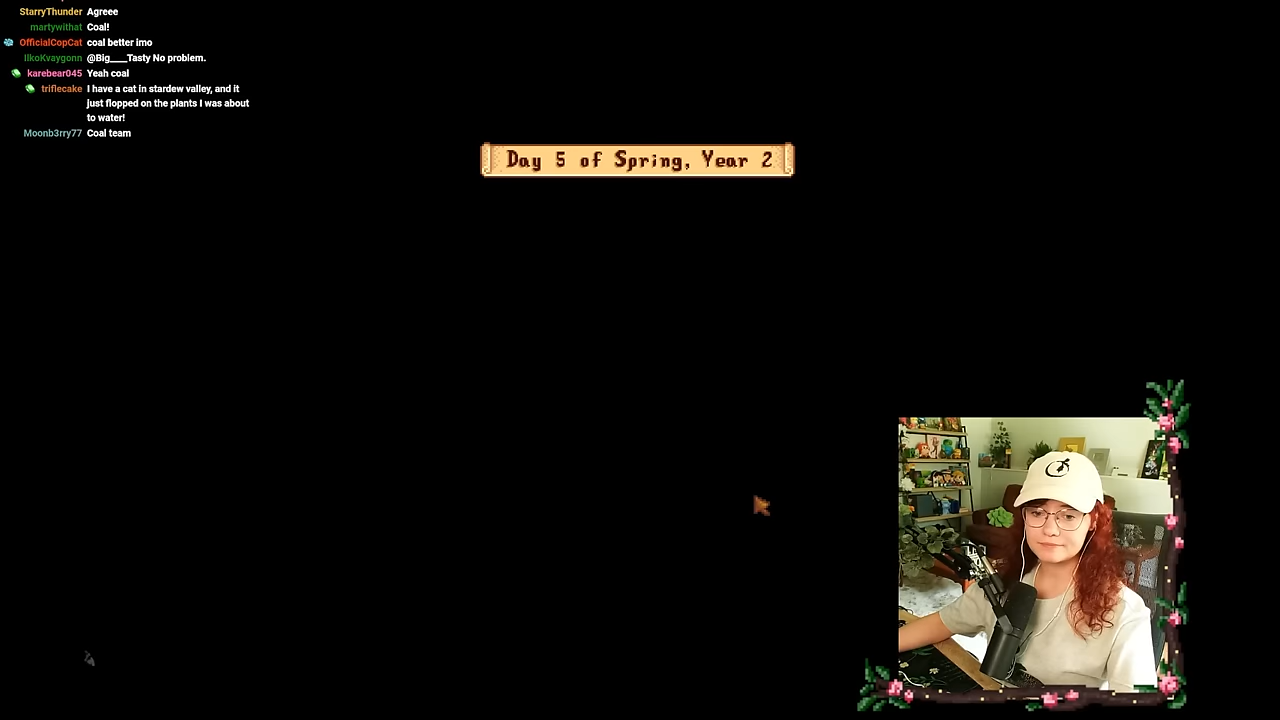 StarryThunder Agreee
martywithat Coal!
OfficialCopCat coal better imo
IlkoKvaygonn @Big___Tasty No problem.
karebear045 Yeah coal
triflecake I have a cat in stardew valley, and it
just flopped on the plants I was about
to water!
Moonb3rry77 Coal team
Day 5 of Spring, Year 2